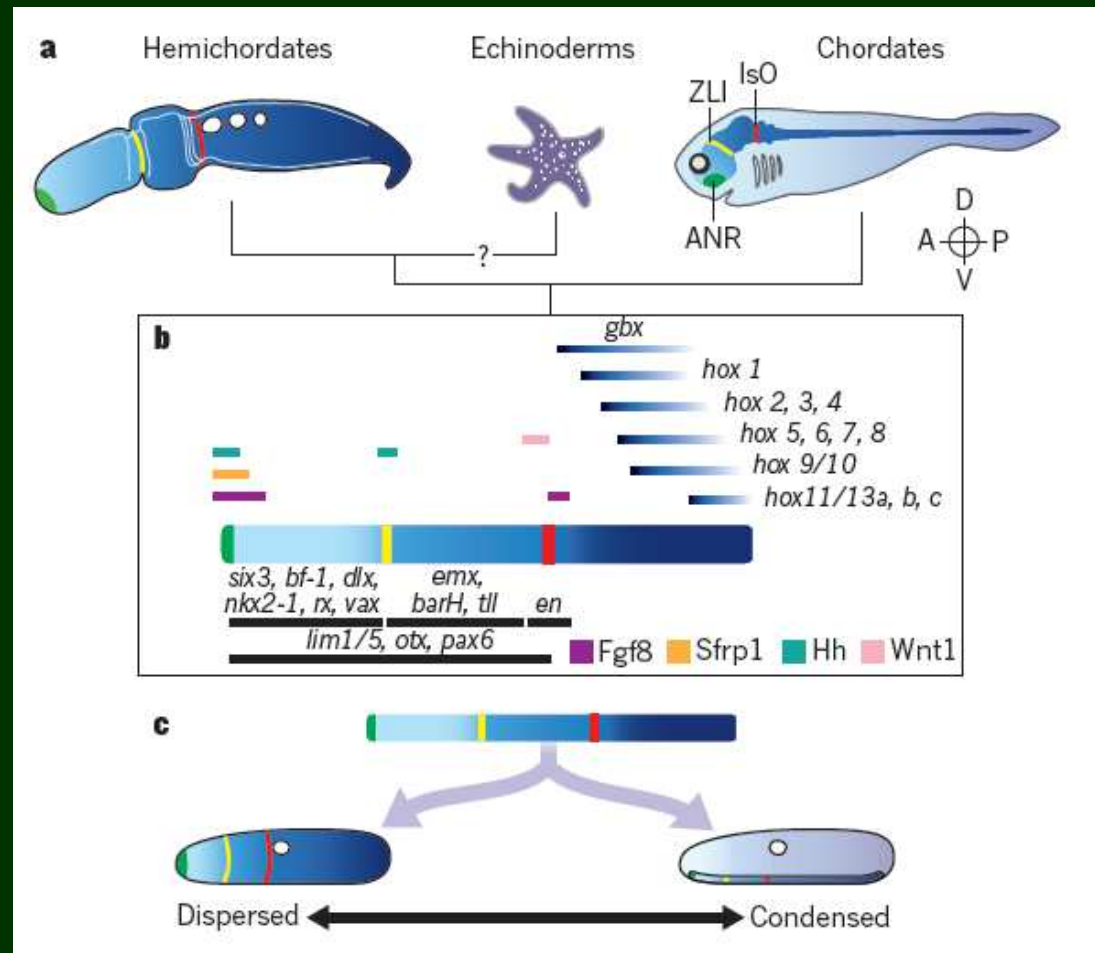 a
Hemichordates
Echinoderms
Chordates
ZLI
IsO
ANR
D
A
P
V
?
b
gbx
hox 1
hox 2, 3, 4
hox 5, 6, 7, 8
hox 9/10
hox11/13a, b, c
six3, bf-1, dlx,
nkx2-1, rx, vax
emx,
barH, tll
en
lim1/5, otx, pax6
Fgf8
Sfrp1
Hh
Wnt1
c
Dispersed
Condensed